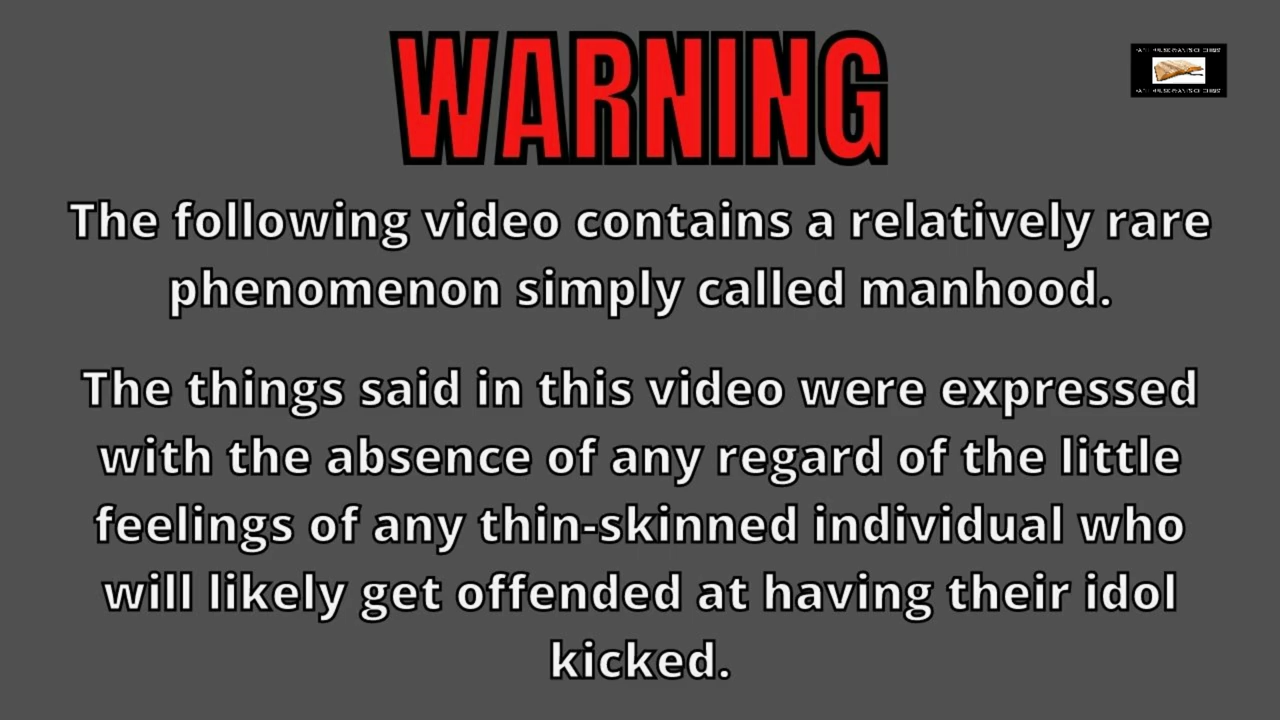 WARNING
The following video contains a relatively rare
phenomenon simply called manhood.
The things said in this video were expressed
with the absence of any regard of the little
feelings of any thin-skinned individual who
will likely get offended at having their idol
kicked.